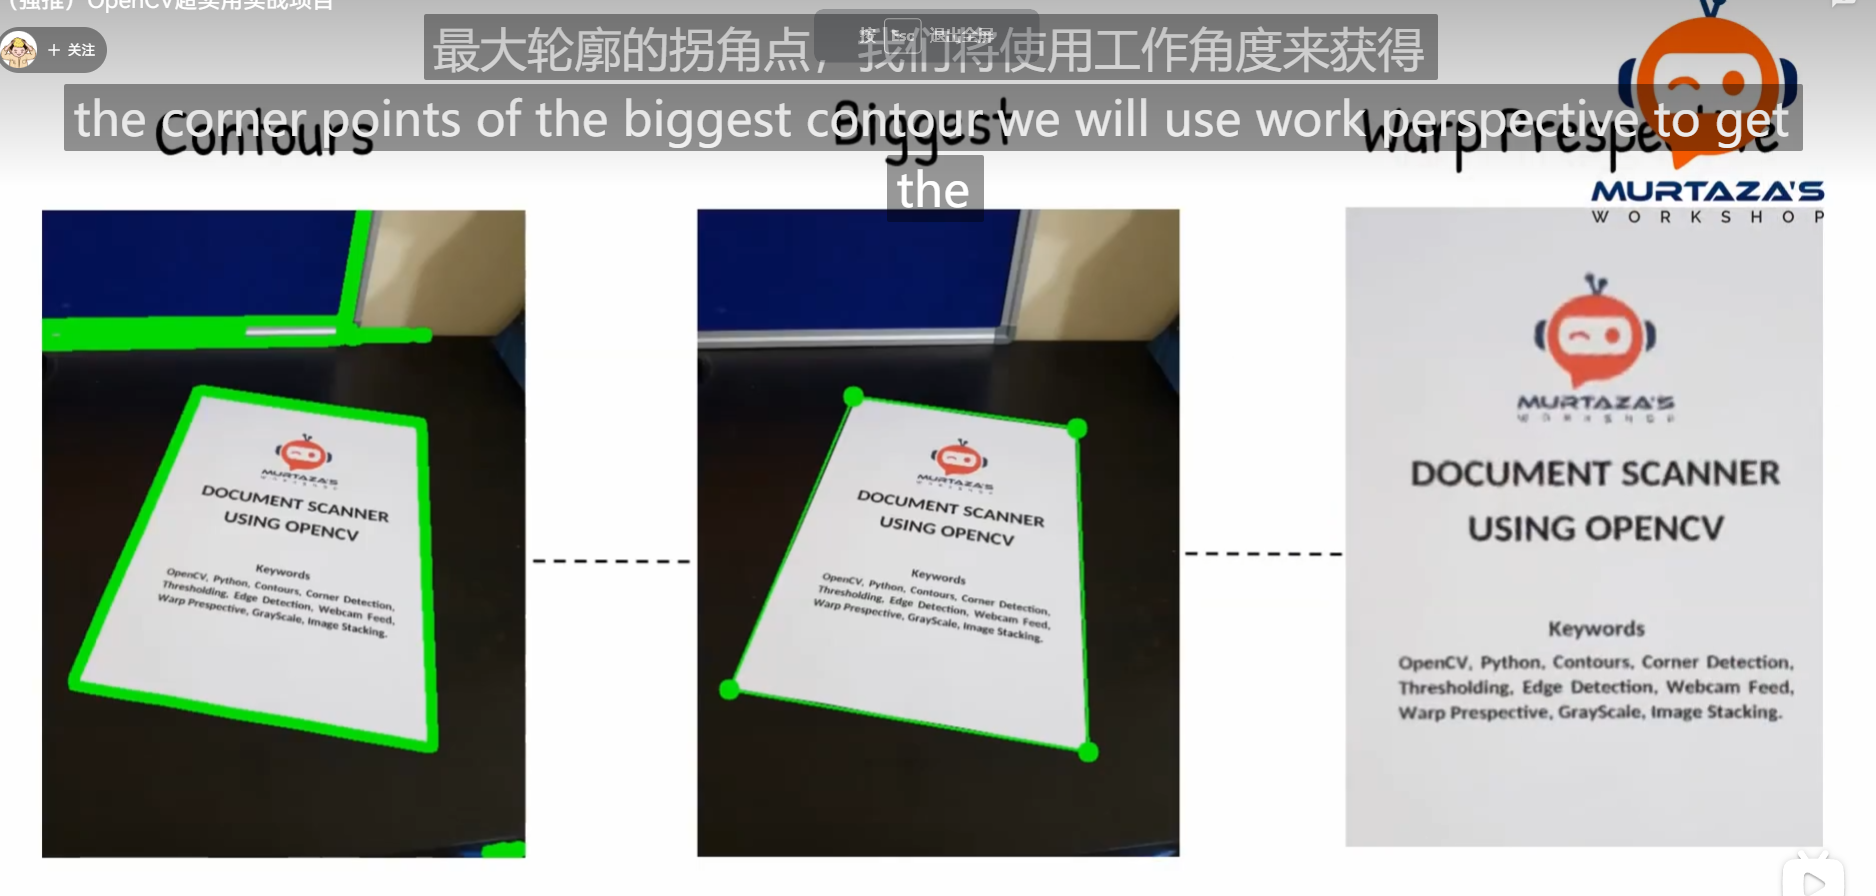 （强推）OpenCV超实用实战项目
+ 关注
按 Esc 退出全屏
最大轮廓的拐角点，我们将使用工作角度来获得
the corner points of the biggest contour we will use work perspective to get
the
Contours
Biggest
Warp Prespective
MURTAZA'S
WORKSHOP
MURTAZA'S
WORKSHOP
DOCUMENT SCANNER
USING OPENCV
Keywords
OpenCV, Python, Contours, Corner Detection,
Thresholding, Edge Detection, Webcam Feed,
Warp Prespective, GrayScale, Image Stacking.
MURTAZA'S
WORKSHOP
DOCUMENT SCANNER
USING OPENCV
Keywords
OpenCV, Python, Contours, Corner Detection,
Thresholding, Edge Detection, Webcam Feed,
Warp Prespective, GrayScale, Image Stacking.
MURTAZA'S
WORKSHOP
DOCUMENT SCANNER
USING OPENCV
Keywords
OpenCV, Python, Contours, Corner Detection,
Thresholding, Edge Detection, Webcam Feed,
Warp Prespective, GrayScale, Image Stacking.